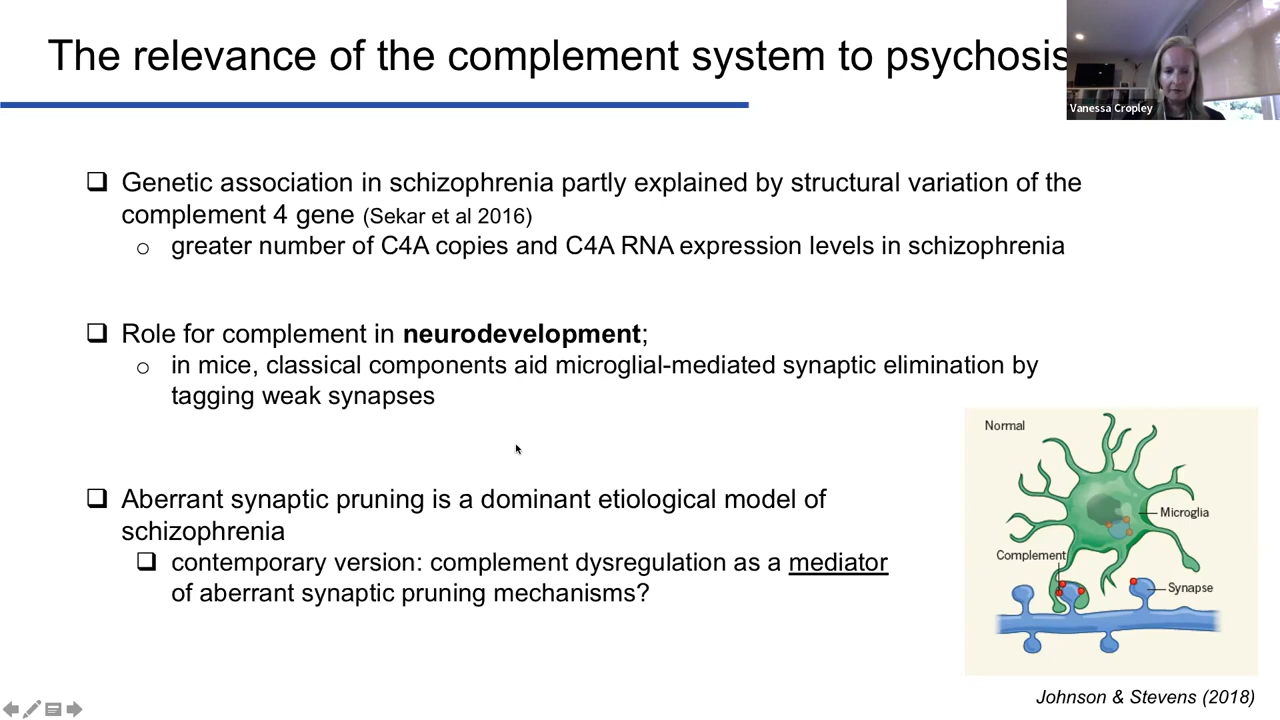 The relevance of the complement system to psychosis
Vanessa Cropley
Genetic association in schizophrenia partly explained by structural variation of the
complement 4 gene (Sekar et al 2016)
greater number of C4A copies and C4A RNA expression levels in schizophrenia
Role for complement in neurodevelopment;
in mice, classical components aid microglial-mediated synaptic elimination by
tagging weak synapses
Aberrant synaptic pruning is a dominant etiological model of
schizophrenia
contemporary version: complement dysregulation as a mediator
of aberrant synaptic pruning mechanisms?
Normal
Microglia
Complement
Synapse
Johnson & Stevens (2018)